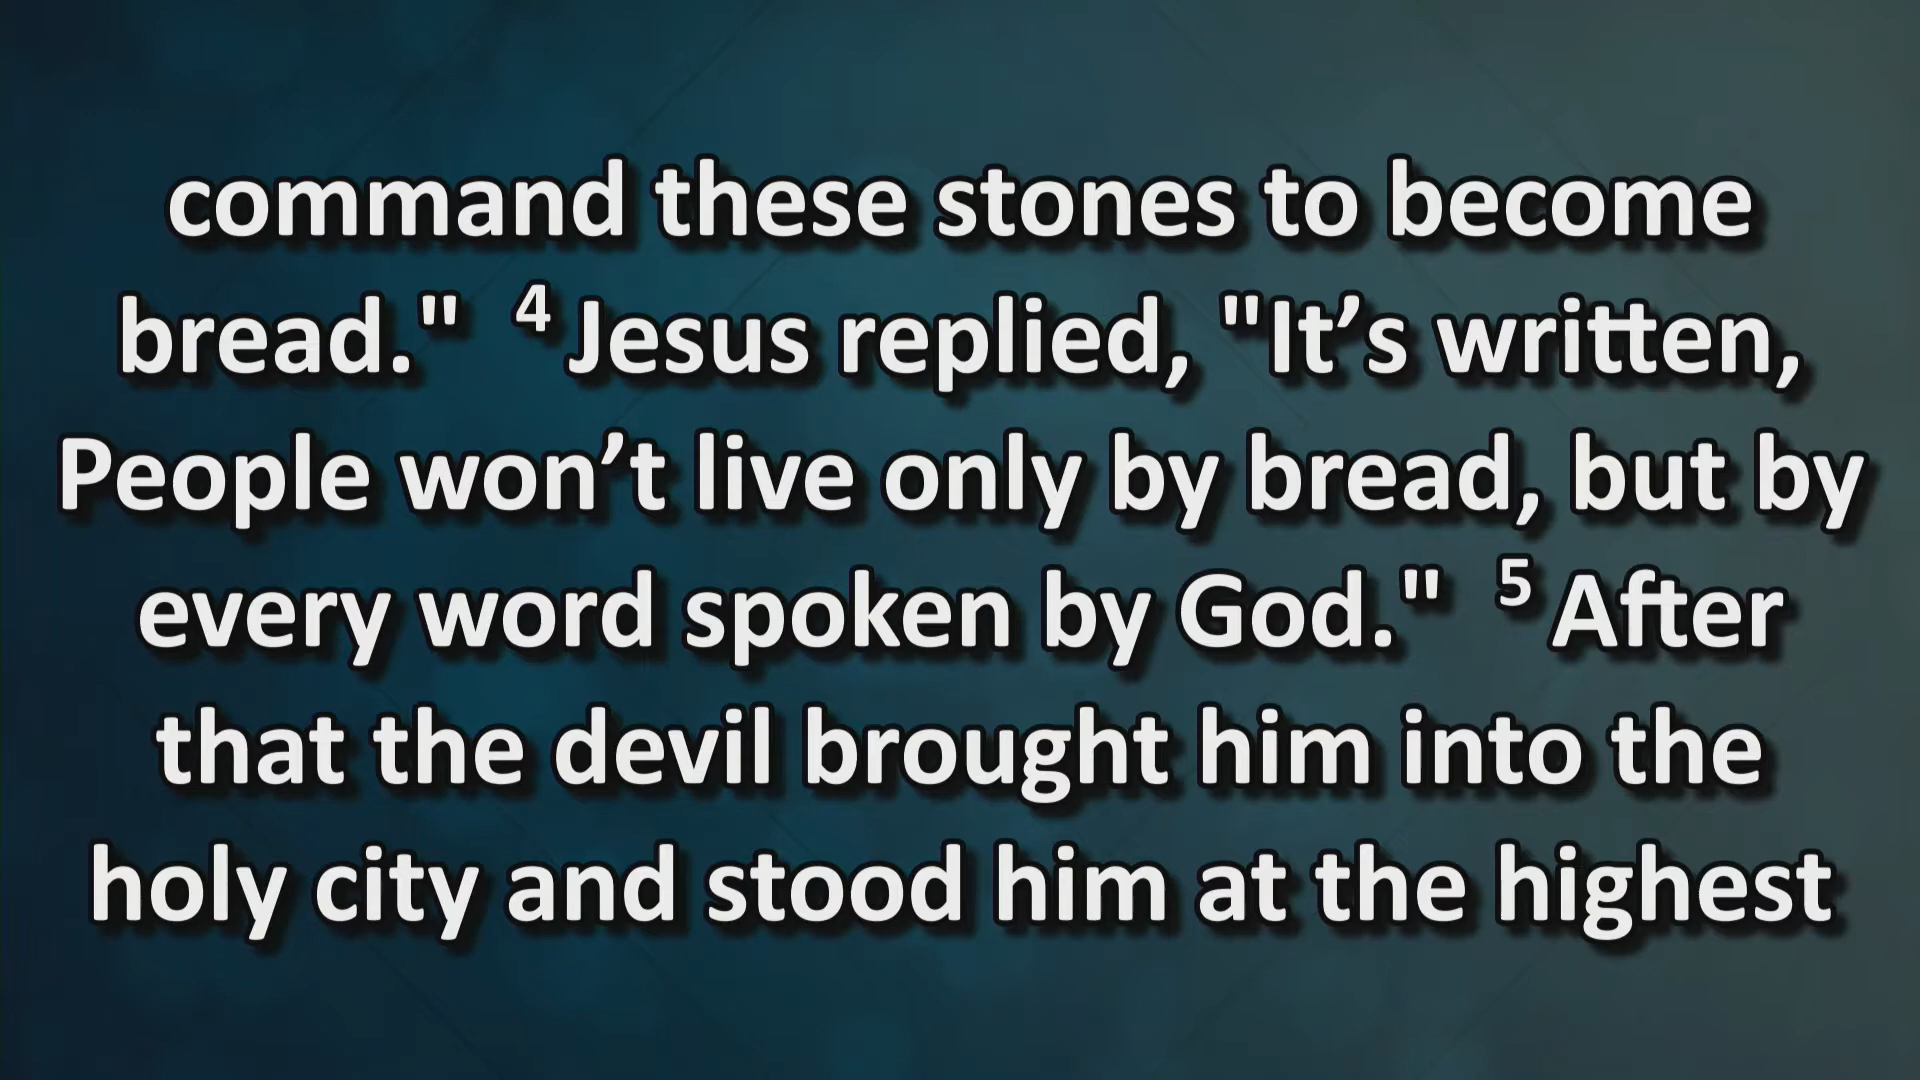 command these stones to become
bread."  ⁴ Jesus replied, "It’s written,
People won’t live only by bread, but by
every word spoken by God."  ⁵ After
that the devil brought him into the
holy city and stood him at the highest